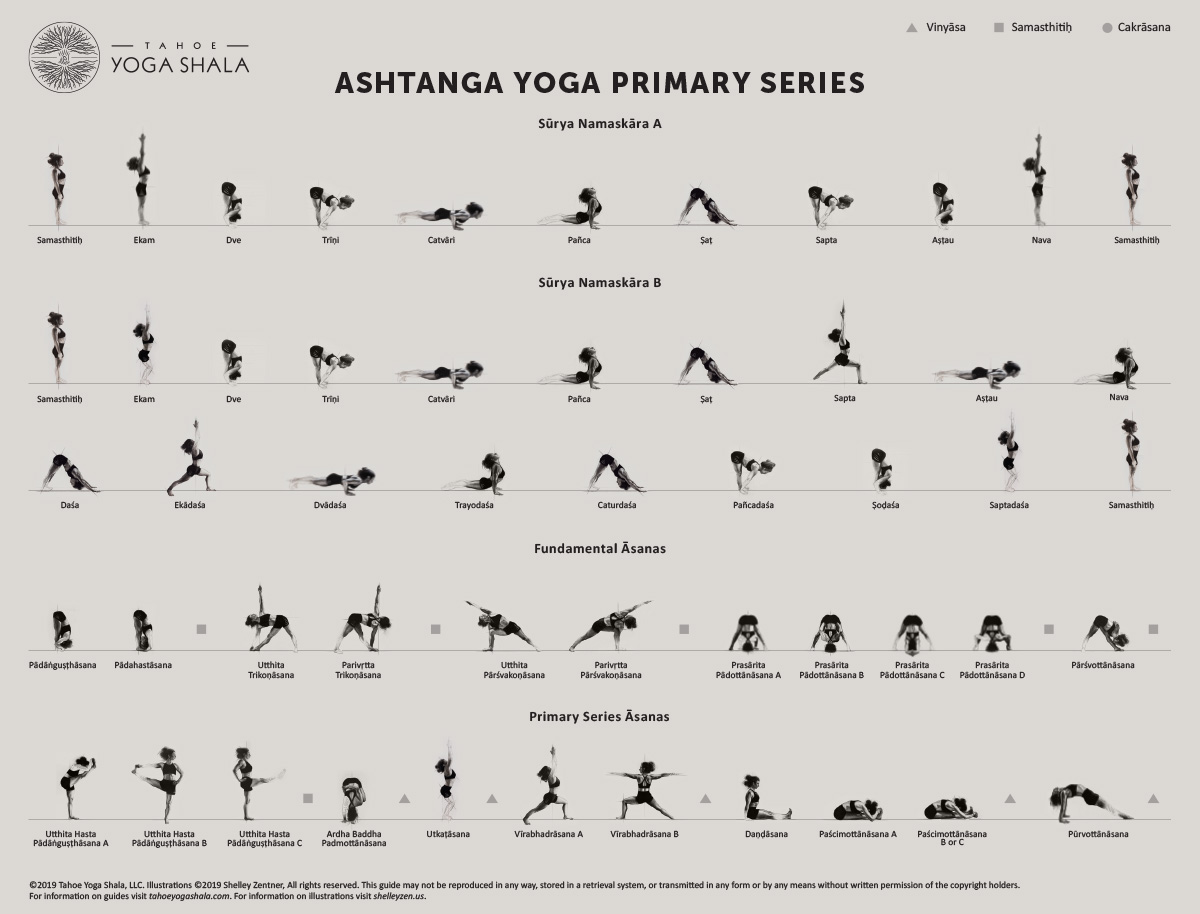 TAHOE
YOGA SHALA
Vinyāsa Samasthitiḥ Cakrāsana
ASHTANGA YOGA PRIMARY SERIES
Sūrya Namaskāra A
Samasthitiḥ Ekam Dve Trīṇi Catvāri Pañca Ṣaṭ Sapta Aṣṭau Nava Samasthitiḥ
Sūrya Namaskāra B
Samasthitiḥ Ekam Dve Trīṇi Catvāri Pañca Ṣaṭ Sapta Aṣṭau Nava
Daśa Ekādaśa Dvādaśa Trayodaśa Caturdaśa Pañcadaśa Ṣoḍaśa Saptadaśa Samasthitiḥ
Fundamental Āsanas
Pādāṅguṣṭhāsana Pādahastāsana Utthita Parivṛtta Utthita Parivṛtta Prasārita Prasārita Prasārita Prasārita Pārśvottānāsana
Trikoṇāsana Trikoṇāsana Pārśvakoṇāsana Pārśvakoṇāsana Pādottānāsana A Pādottānāsana B Pādottānāsana C Pādottānāsana D
Primary Series Āsanas
Utthita Hasta Utthita Hasta Utthita Hasta Ardha Baddha Utkaṭāsana Vīrabhadrāsana A Vīrabhadrāsana B Daṇḍāsana Paścimottānāsana A Paścimottānāsana Pūrvottānāsana
Pādāṅguṣṭhāsana A Pādāṅguṣṭhāsana B Pādāṅguṣṭhāsana C Padmottānāsana B or C
©2019 Tahoe Yoga Shala, LLC. Illustrations ©2019 Shelley Zentner, All rights reserved. This guide may not be reproduced in any way, stored in a retrieval system, or transmitted in any form or by any means without written permission of the copyright holders.
For information on guides visit tahoeyogashala.com. For information on illustrations visit shelleyzen.us.